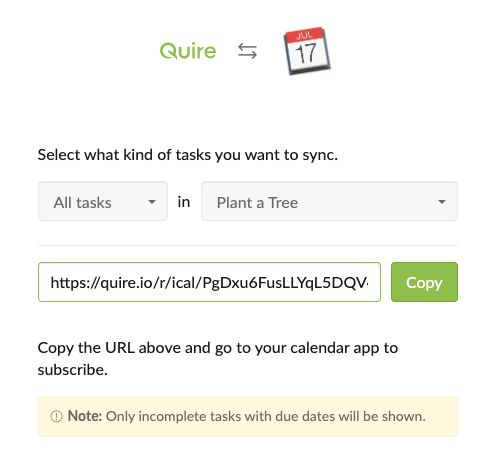 Quire
JUL
17
Select what kind of tasks you want to sync.
All tasks in Plant a Tree
https://quire.io/r/ical/PgDxu6FusLLYqL5DQV- Copy
Copy the URL above and go to your calendar app to
subscribe.
Note: Only incomplete tasks with due dates will be shown.